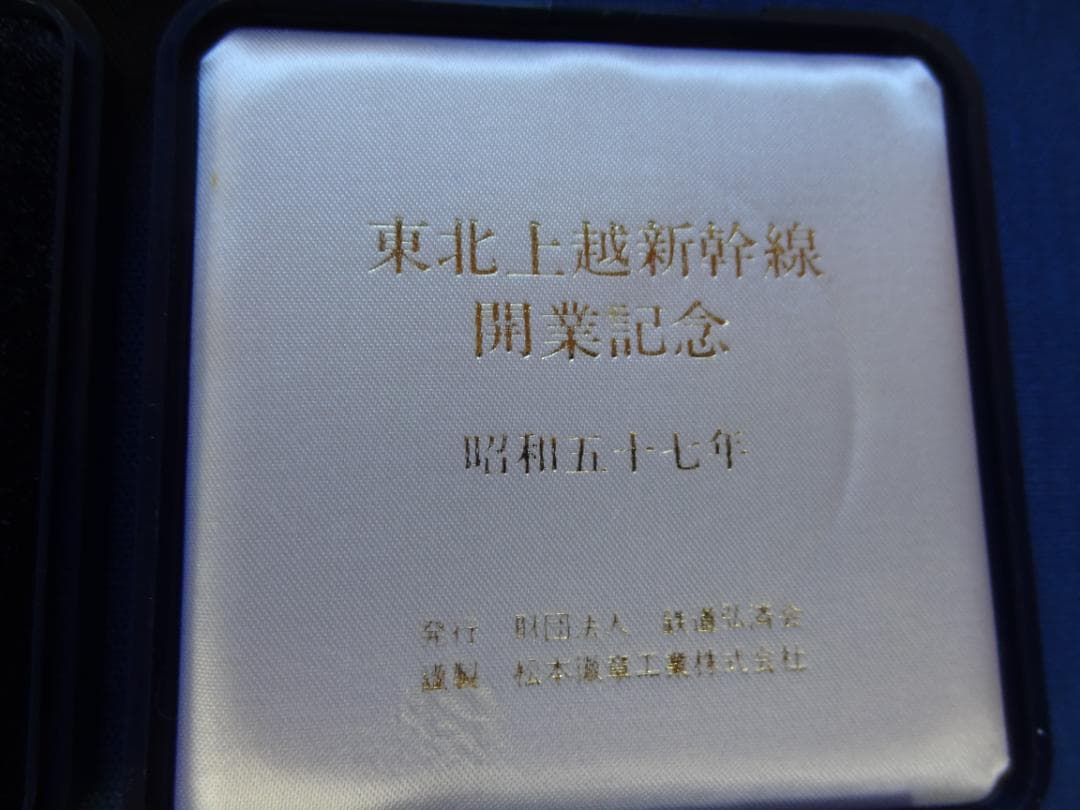 東北上越新幹線
開業記念
昭和五十七年
発行 財団法人 鉄道弘済会
謹製 松本徽章工業株式会社